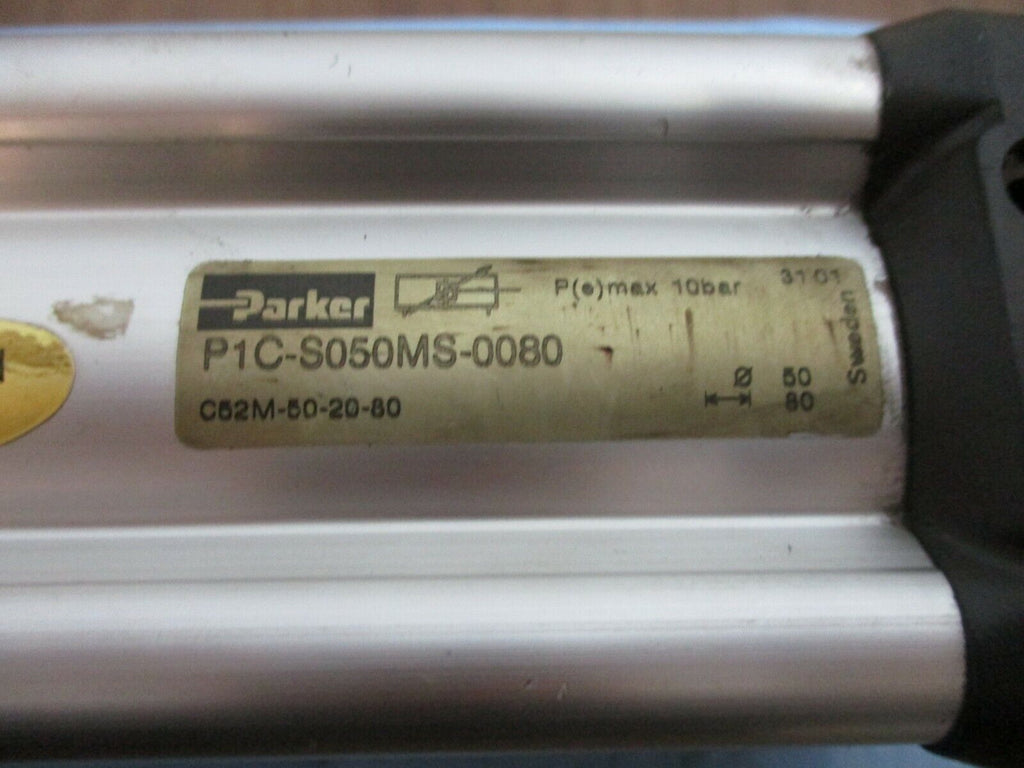 Parker
P(e)max 10bar
31 01
P1C-S050MS-0080
C52M-50-20-80
Ø 50
80
Sweden